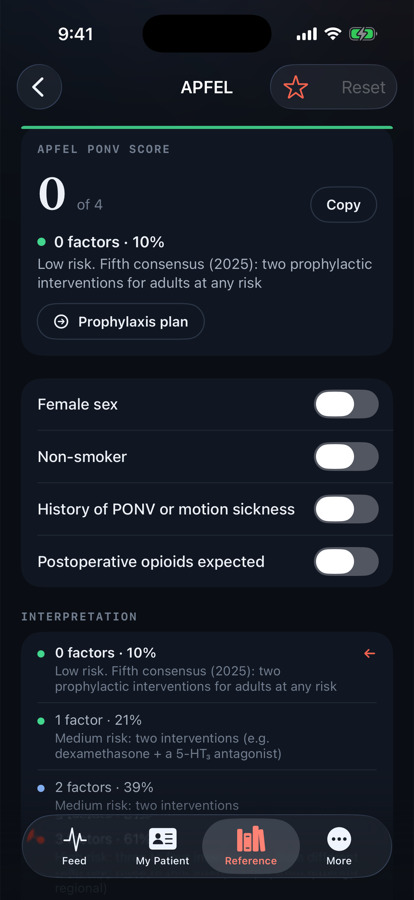 9:41
APFEL
Reset
APFEL PONV SCORE
0 of 4
Copy
0 factors · 10%
Low risk. Fifth consensus (2025): two prophylactic
interventions for adults at any risk
Prophylaxis plan
Female sex
Non-smoker
History of PONV or motion sickness
Postoperative opioids expected
INTERPRETATION
0 factors · 10%
Low risk. Fifth consensus (2025): two
prophylactic interventions for adults at any risk
1 factor · 21%
Medium risk: two interventions (e.g.
dexamethasone + a 5-HT₃ antagonist)
2 factors · 39%
Medium risk: two interventions
3 factors · 61%
Feed
My Patient
Reference
More
regional)